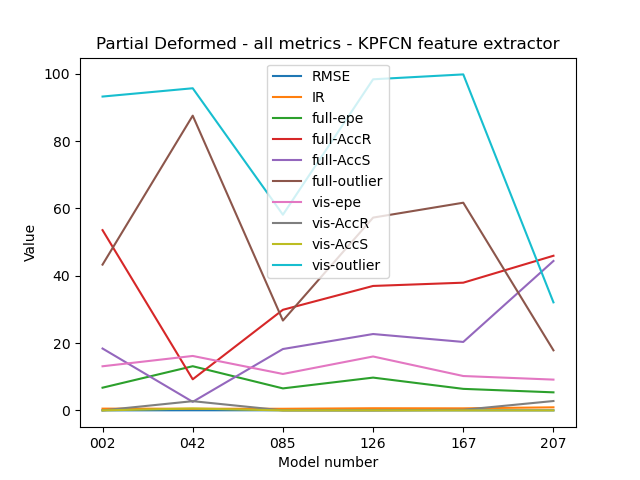 Partial Deformed - all metrics - KPFCN feature extractor
100
80
60
40
20
0
Value
RMSE
IR
full-epe
full-AccR
full-AccS
full-outlier
vis-epe
vis-AccR
vis-AccS
vis-outlier
002 042 085 126 167 207
Model number